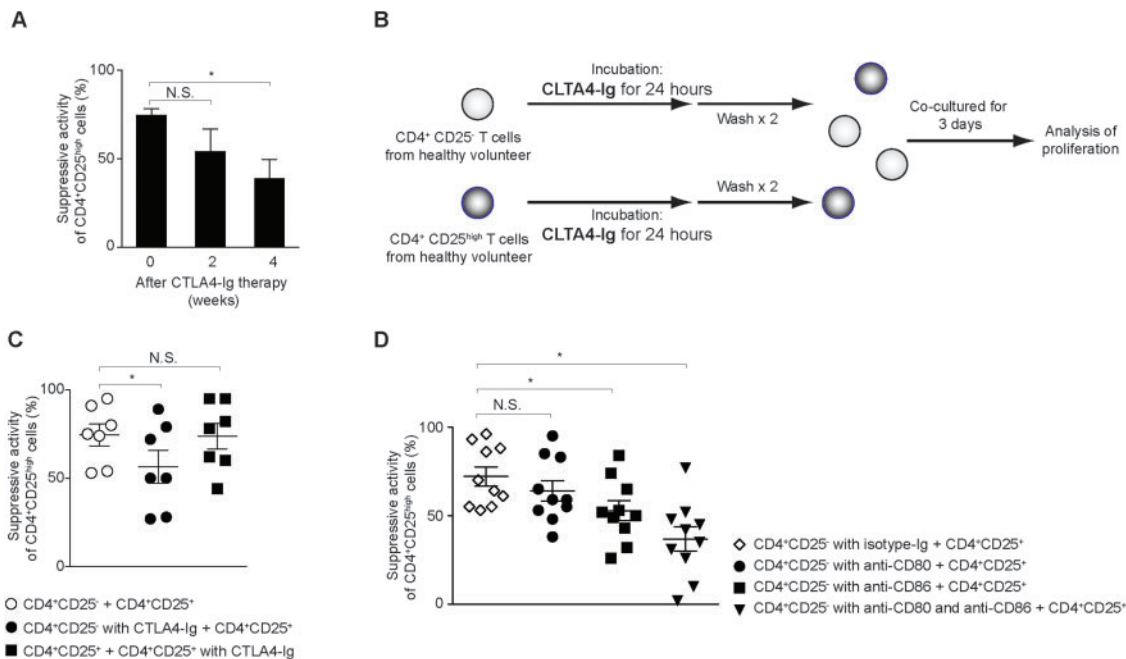 A
Suppressive activity
of CD4⁺CD25ʰⁱᵍʰ cells (%)
100
50
0
*
N.S.
0 2 4
After CTLA4-Ig therapy
(weeks)
B
Incubation:
CLTA4-Ig for 24 hours
Wash x 2
CD4⁺ CD25⁻ T cells
from healthy volunteer
Co-cultured for
3 days
Analysis of
proliferation
Wash x 2
Incubation:
CLTA4-Ig for 24 hours
CD4⁺ CD25ʰⁱᵍʰ T cells
from healthy volunteer
C
N.S.
*
Suppressive activity
of CD4⁺CD25ʰⁱᵍʰ cells (%)
100
50
0
CD4⁺CD25⁻ + CD4⁺CD25⁺
CD4⁺CD25⁻ with CTLA4-Ig + CD4⁺CD25⁺
CD4⁺CD25⁺ + CD4⁺CD25⁺ with CTLA4-Ig
D
*
*
N.S.
Suppressive activity
of CD4⁺CD25ʰⁱᵍʰ cells (%)
100
50
0
CD4⁺CD25⁻ with isotype-Ig + CD4⁺CD25⁺
CD4⁺CD25⁻ with anti-CD80 + CD4⁺CD25⁺
CD4⁺CD25⁻ with anti-CD86 + CD4⁺CD25⁺
CD4⁺CD25⁻ with anti-CD80 and anti-CD86 + CD4⁺CD25⁺